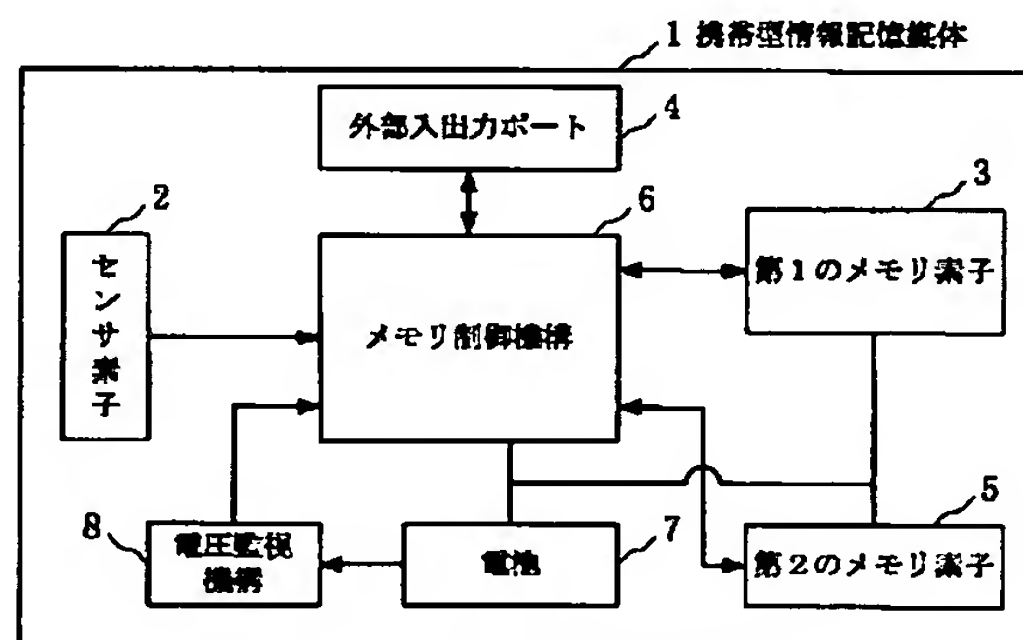 1 携帯型情報記憶媒体
外部入出力ポート
4
2
センサ素子
6
メモリ制御機構
3
第1のメモリ素子
8
電圧監視
機構
電池
7
5
第2のメモリ素子